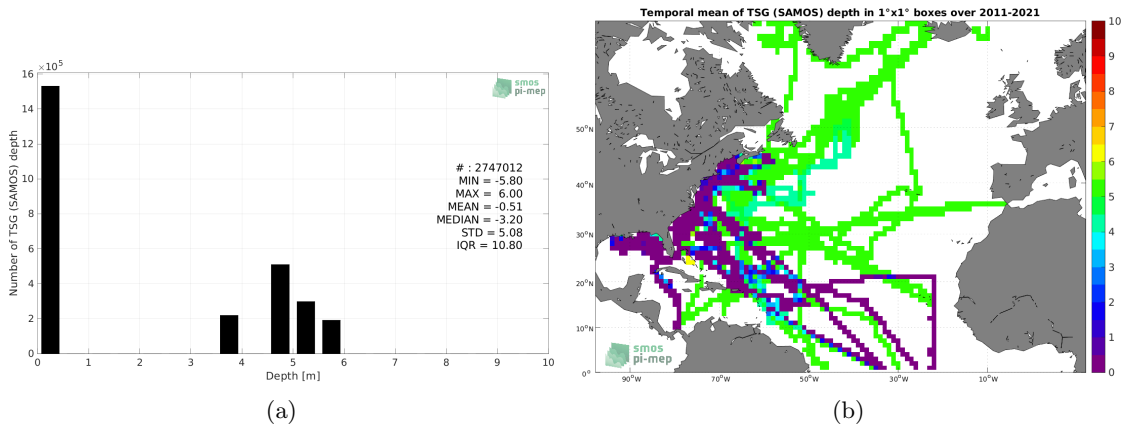 Temporal mean of TSG (SAMOS) depth in 1°x1° boxes over 2011-2021
×10⁵
16
14
12
10
8
6
4
2
0
Number of TSG (SAMOS) depth
smos
pi-mep
# : 2747012
MIN = -5.80
MAX = 6.00
MEAN = -0.51
MEDIAN = -3.20
STD = 5.08
IQR = 10.80
0 1 2 3 4 5 6 7 8 9 10
Depth [m]
50°N
40°N
30°N
20°N
10°N
0°
90°W 70°W 50°W 30°W 10°W
smos
pi-mep
10
9
8
7
6
5
4
3
2
1
0
(a)
(b)